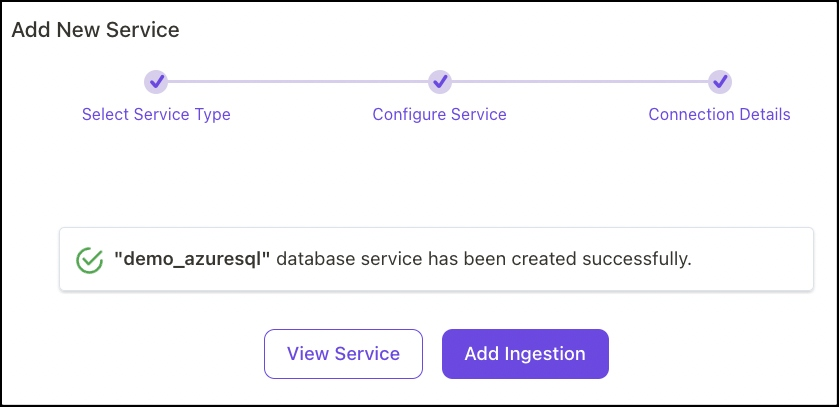 Add New Service
Select Service Type Configure Service Connection Details
"demo_azuresql" database service has been created successfully.
View Service Add Ingestion